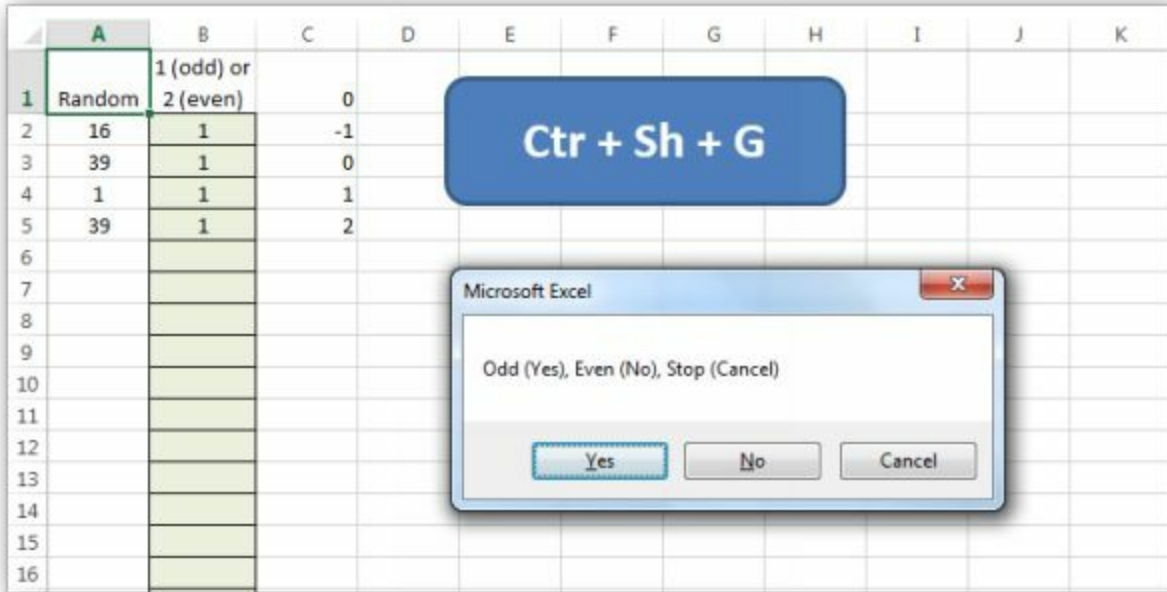 A B C D E F G H I J K
1 (odd) or
1 Random 2 (even) 0
2 16 1 -1
3 39 1 0
4 1 1 1
5 39 1 2
6
7
8
9
10
11
12
13
14
15
16
Ctr + Sh + G
Microsoft Excel
Odd (Yes), Even (No), Stop (Cancel)
Yes No Cancel